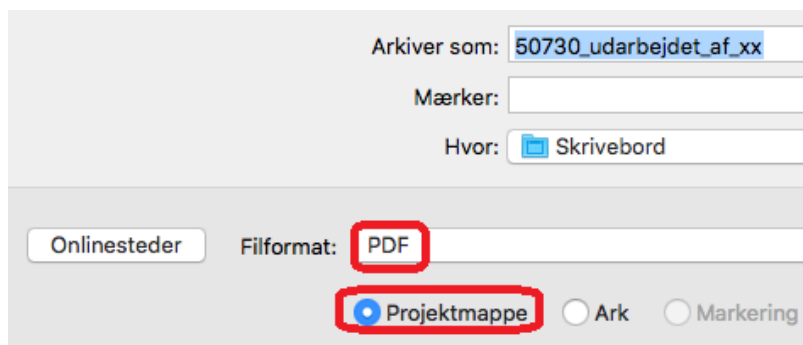 Arkiver som: 50730_udarbejdet_af_xx
Mærker:
Hvor: Skrivebord
Onlinesteder Filformat: PDF
Projektmappe Ark Markering